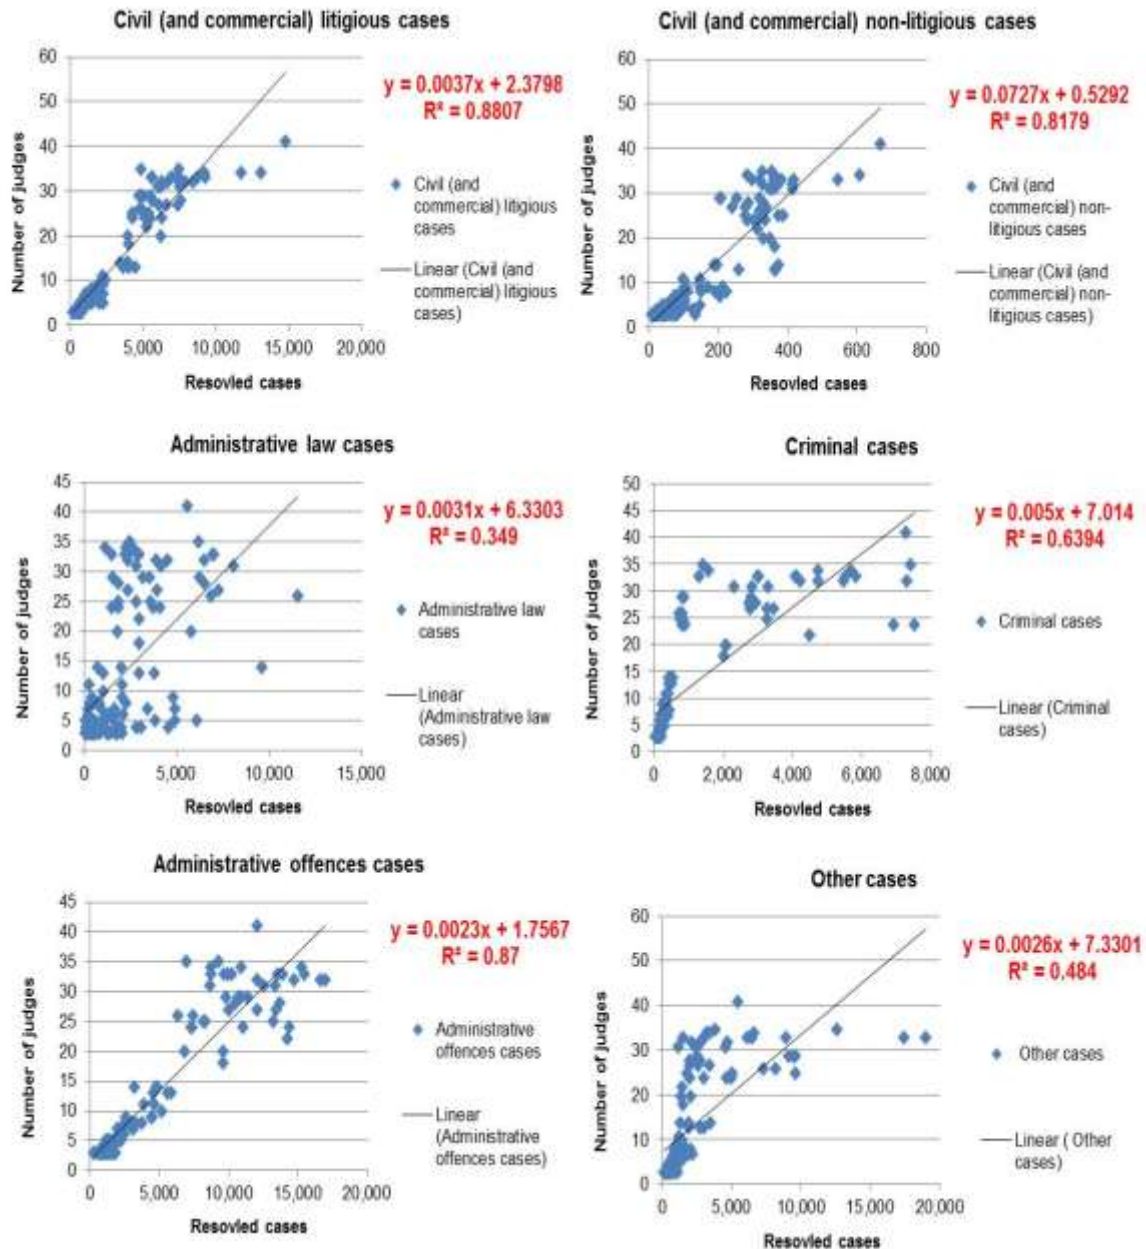 Civil (and commercial) litigious cases
Number of judges
60
50
40
30
20
10
0
0
5,000
10,000
15,000
20,000
Resovled cases
y = 0.0037x + 2.3798
R² = 0.8807
Civil (and
commercial) litigious
cases
Linear (Civil (and
commercial) litigious
cases)
Civil (and commercial) non-litigious cases
Number of judges
60
50
40
30
20
10
0
0
200
400
600
800
Resovled cases
y = 0.0727x + 0.5292
R² = 0.8179
Civil (and
commercial)
non-
litigious cases
Linear (Civil (and
commercial) non-
litigious cases)
Administrative law cases
Number of judges
45
40
35
30
25
20
15
10
5
0
0
5,000
10,000
15,000
Resovled cases
y = 0.0031x + 6.3303
R² = 0.349
Administrative law
cases
Linear
(Administrative law
cases)
Criminal cases
Number of judges
50
45
40
35
30
25
20
15
10
5
0
0
2,000
4,000
6,000
8,000
Resovled cases
y = 0.005x + 7.014
R² = 0.6394
Criminal cases
Linear (Criminal
cases)
Administrative offences cases
Number of judges
45
40
35
30
25
20
15
10
5
0
0
5,000
10,000
15,000
20,000
Resovled cases
y = 0.0023x + 1.7567
R² = 0.87
Administrative
offences cases
Linear
(Administrative
offences cases)
Other cases
Number of judges
60
50
40
30
20
10
0
0
5,000
10,000
15,000
20,000
Resovled cases
y = 0.0026x + 7.3301
R² = 0.484
Other cases
Linear ( Other
cases)